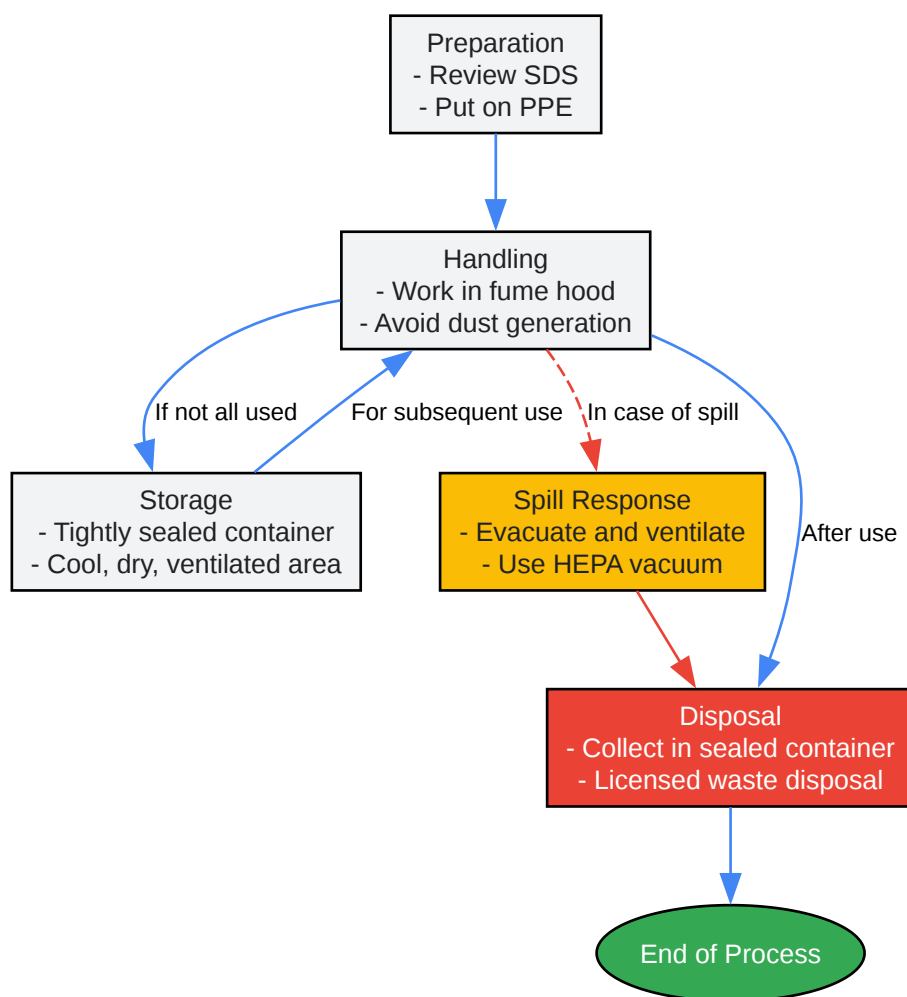 Preparation
- Review SDS
- Put on PPE
Handling
- Work in fume hood
- Avoid dust generation
If not all used
For subsequent use
In case of spill
Storage
- Tightly sealed container
- Cool, dry, ventilated area
Spill Response
- Evacuate and ventilate
- Use HEPA vacuum
After use
Disposal
- Collect in sealed container
- Licensed waste disposal
End of Process